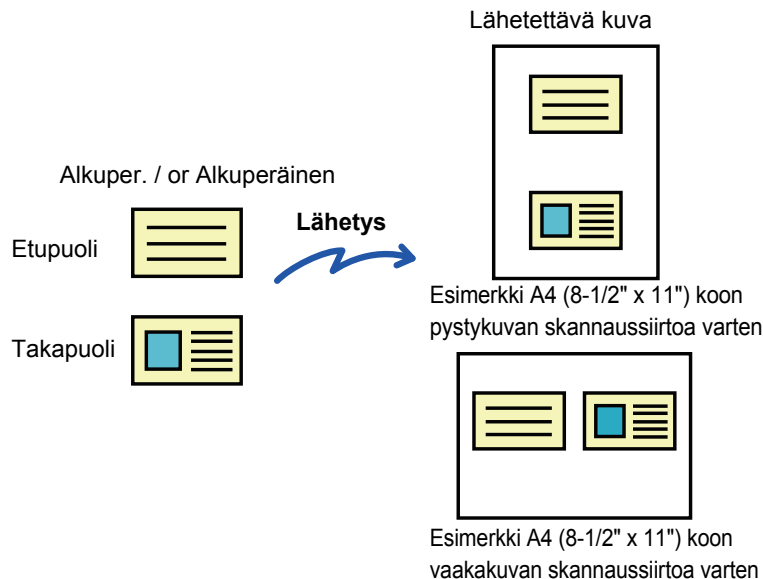 Lähetettävä kuva
Alkuper. / or Alkuperäinen
Etupuoli
Lähetys
Takapuoli
Esimerkki A4 (8-1/2" x 11") koon
pystykuvan skannaussiirtoa varten
Esimerkki A4 (8-1/2" x 11") koon
vaakakuvan skannaussiirtoa varten